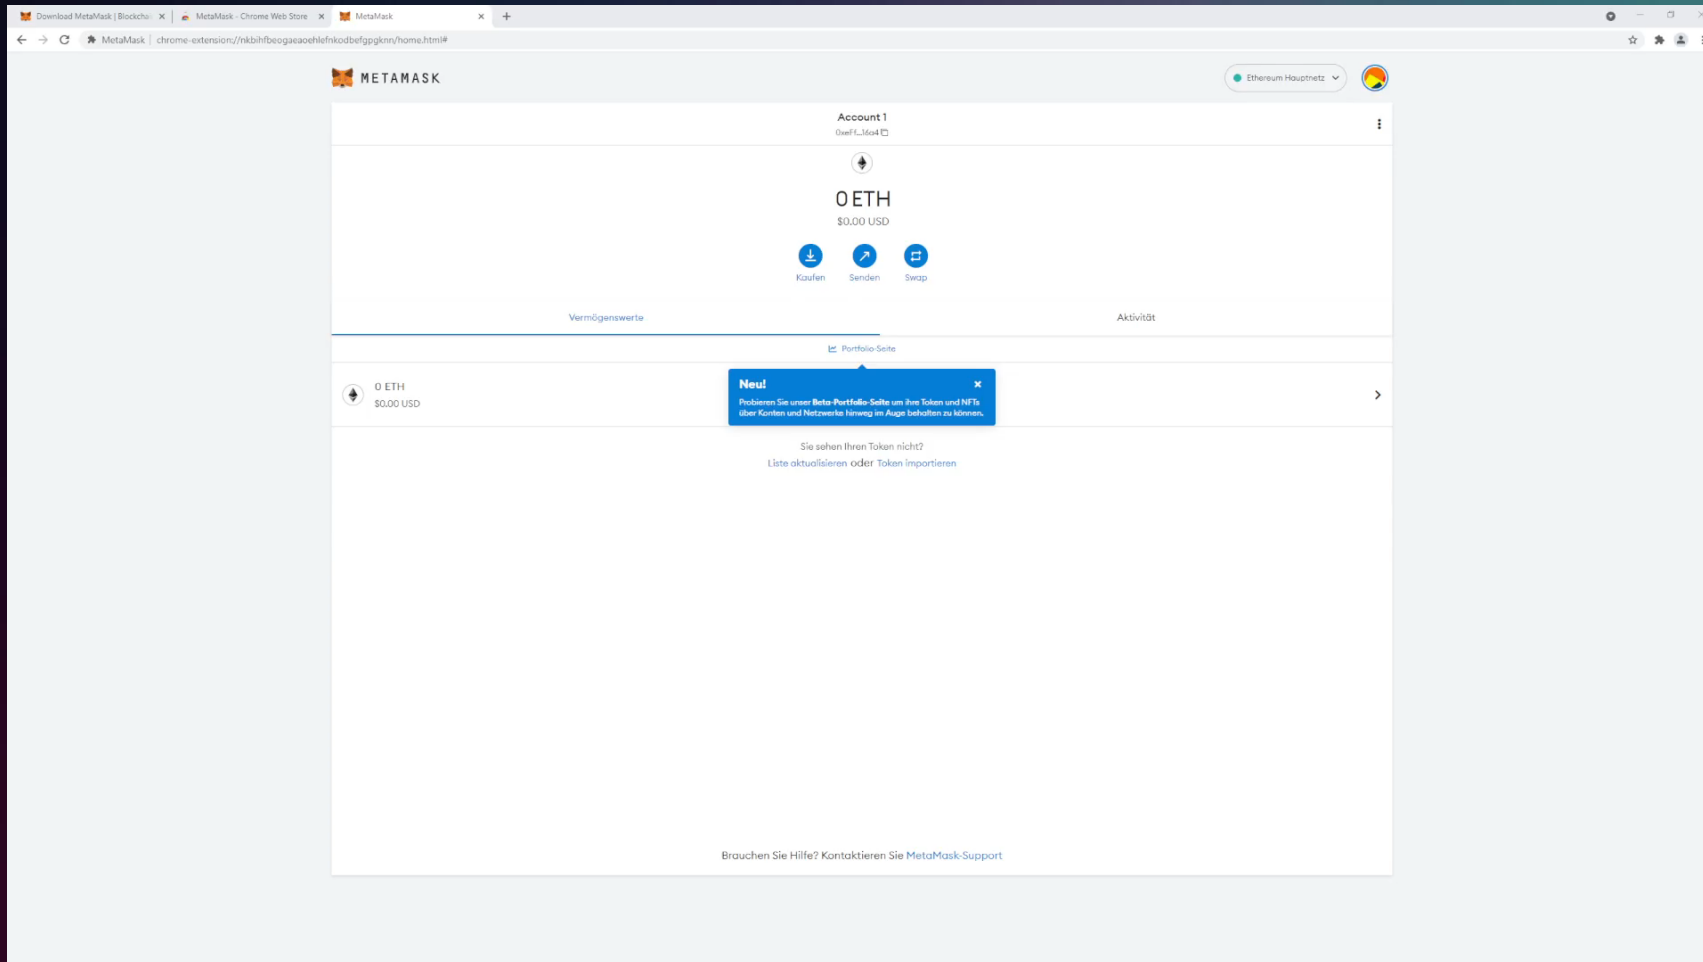 Download MetaMask | Blockcha
MetaMask - Chrome Web Store
MetaMask
MetaMask
chrome-extension://nkbihfbeogaeaoehlefnkodbefgpgknn/home.html#
METAMASK
Ethereum Hauptnetz
Account 1
0xeFf...16a4
0 ETH
$0.00 USD
Kaufen
Senden
Swap
Vermögenswerte
Aktivität
Portfolio-Seite
0 ETH
$0.00 USD
Neu!
Probieren Sie unser Beta-Portfolio-Seite um ihre Token und NFTs
über Konten und Netzwerke hinweg im Auge behalten zu können.
Sie sehen Ihren Token nicht?
Liste aktualisieren oder Token importieren
Brauchen Sie Hilfe? Kontaktieren Sie MetaMask-Support